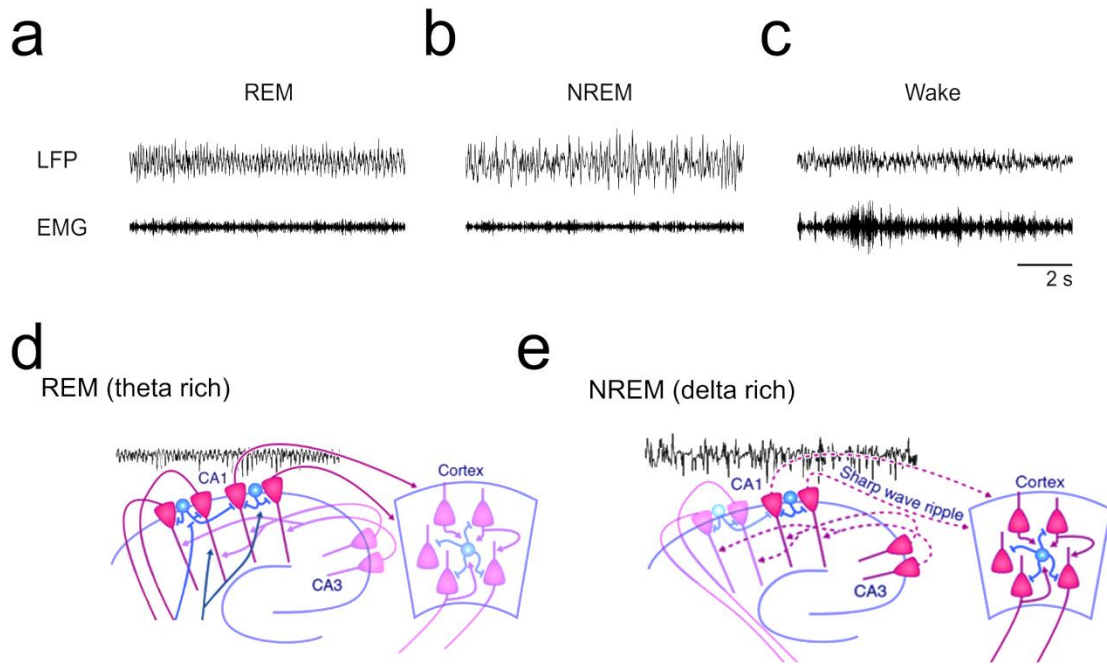 a
b
c
REM
NREM
Wake
LFP
EMG
2 s
d
REM (theta rich)
CA1
Cortex
CA3
e
NREM (delta rich)
CA1
Sharp wave ripple
Cortex
CA3